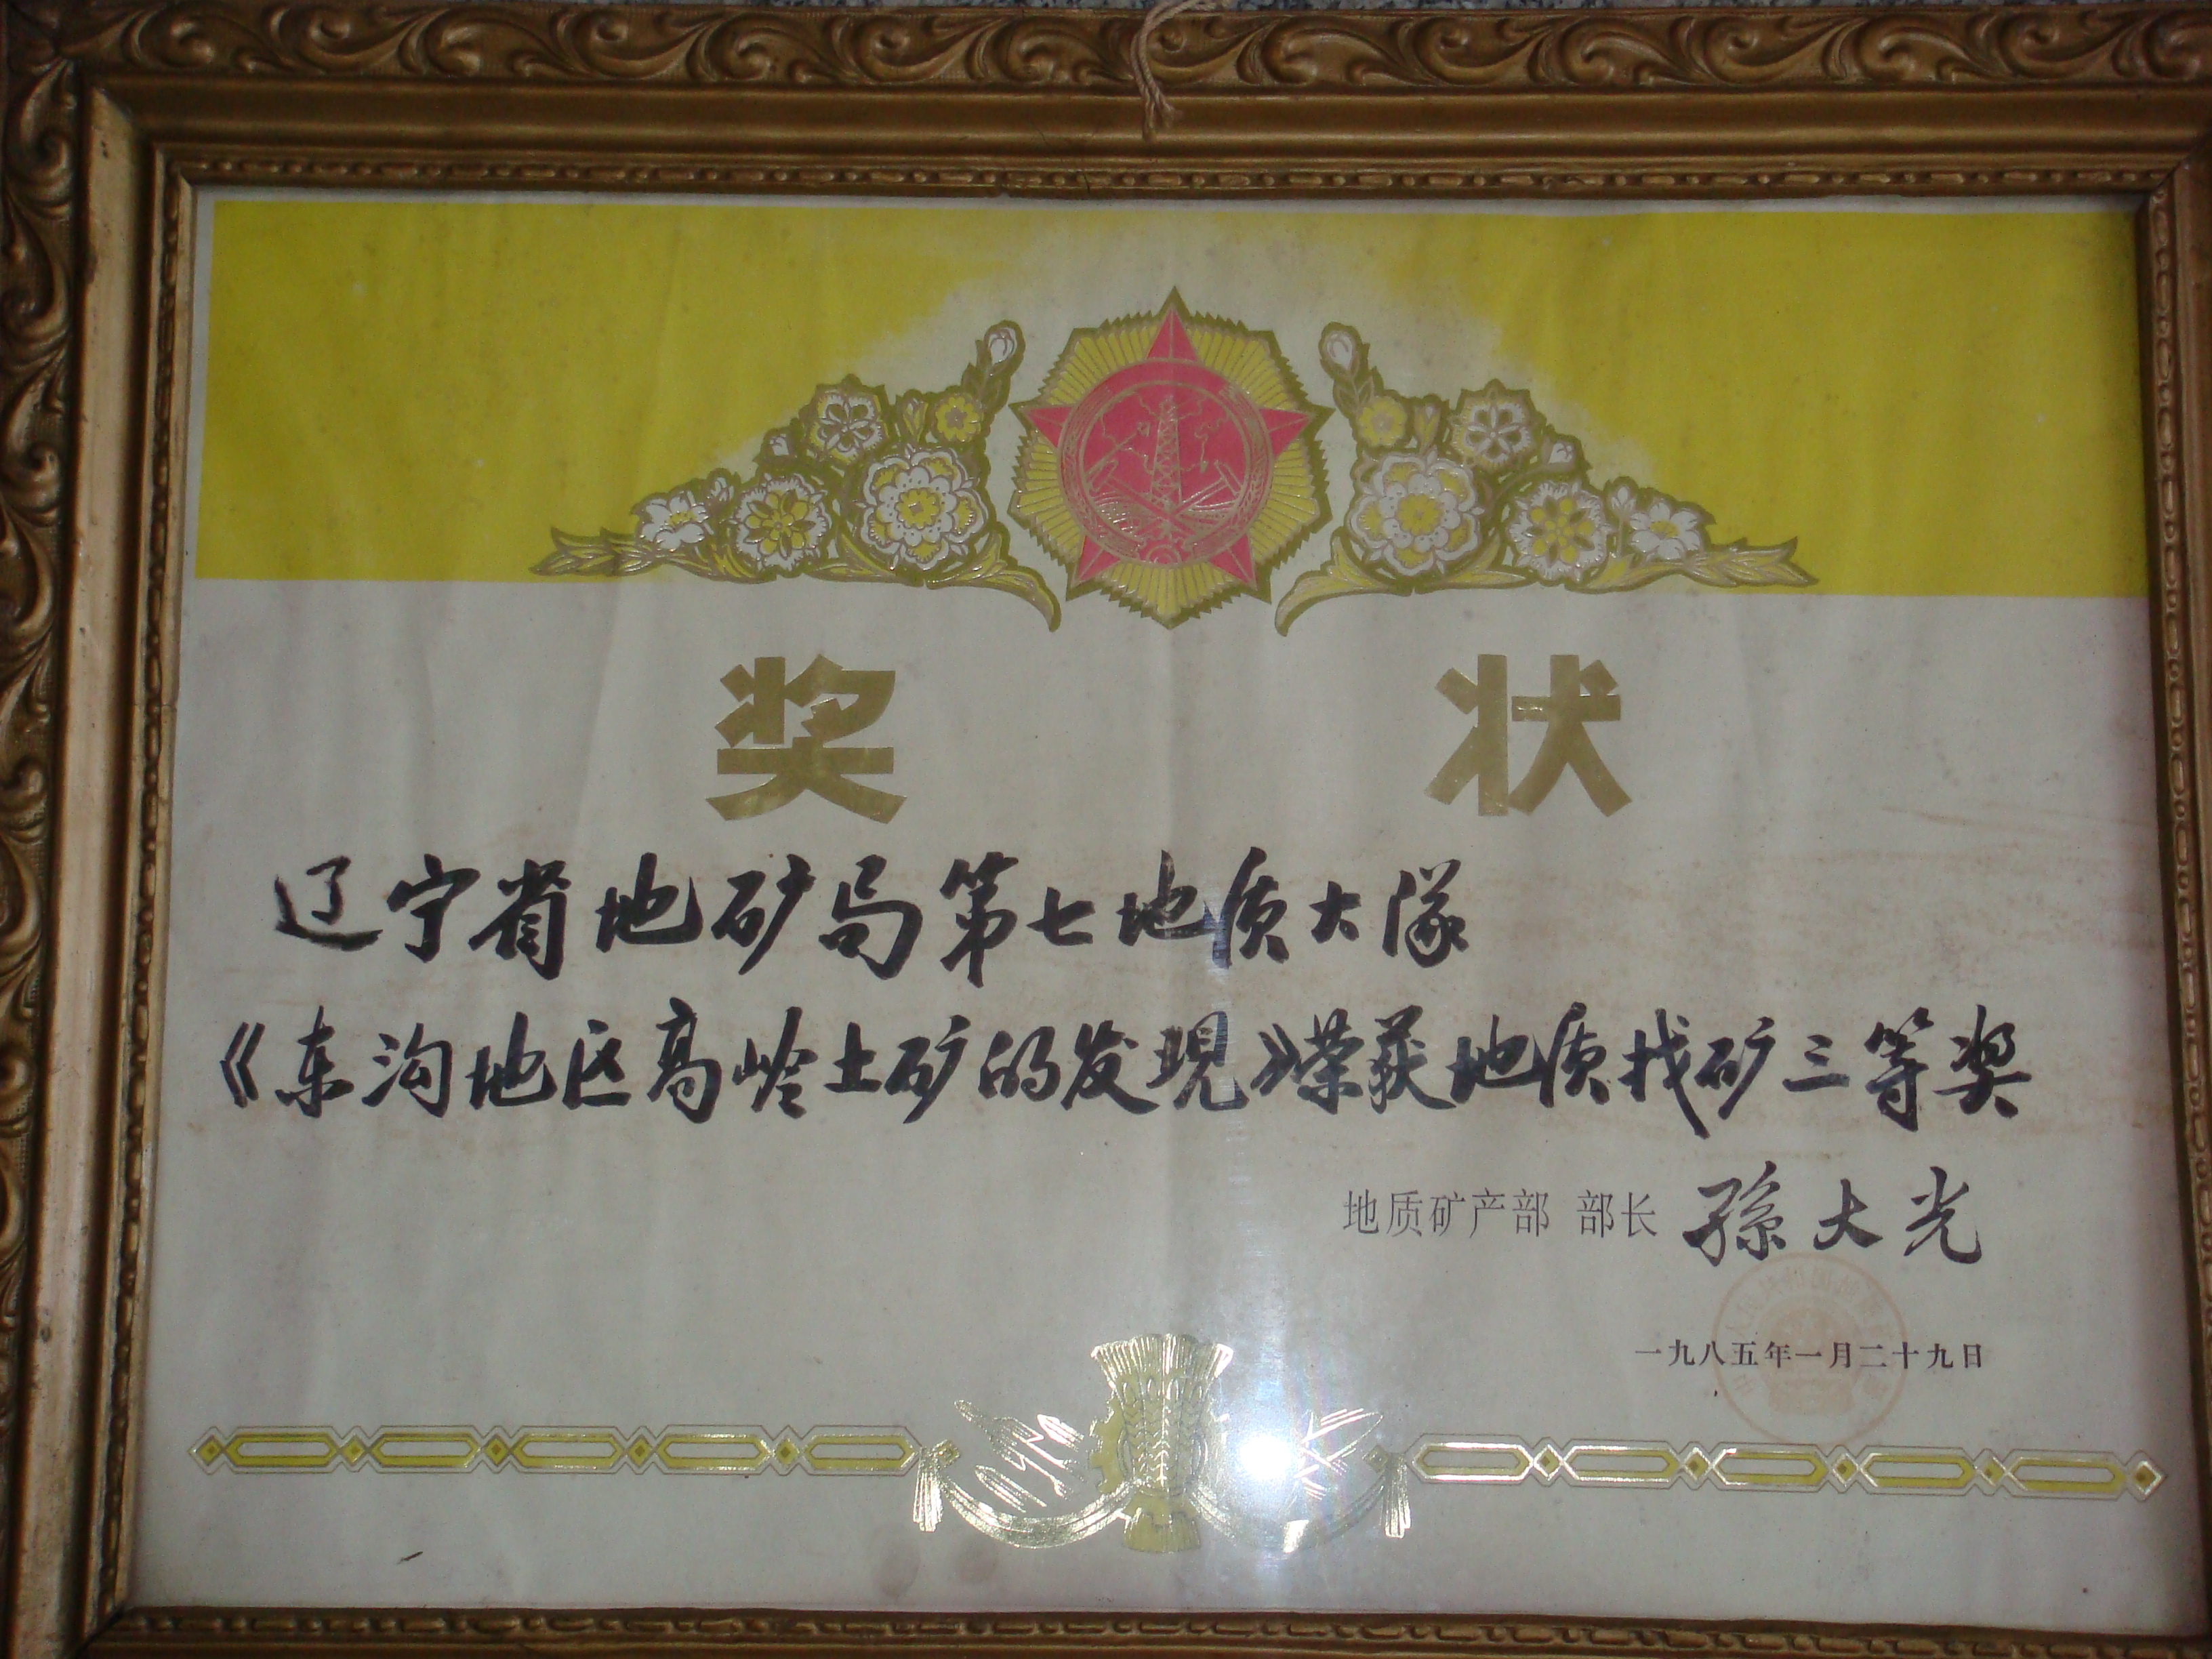 奖状
辽宁省地矿局第七地质大队
《东沟地区高岭土矿的发现》荣获地质找矿三等奖
地质矿产部 部长 孫大光
一九八五年一月二十九日